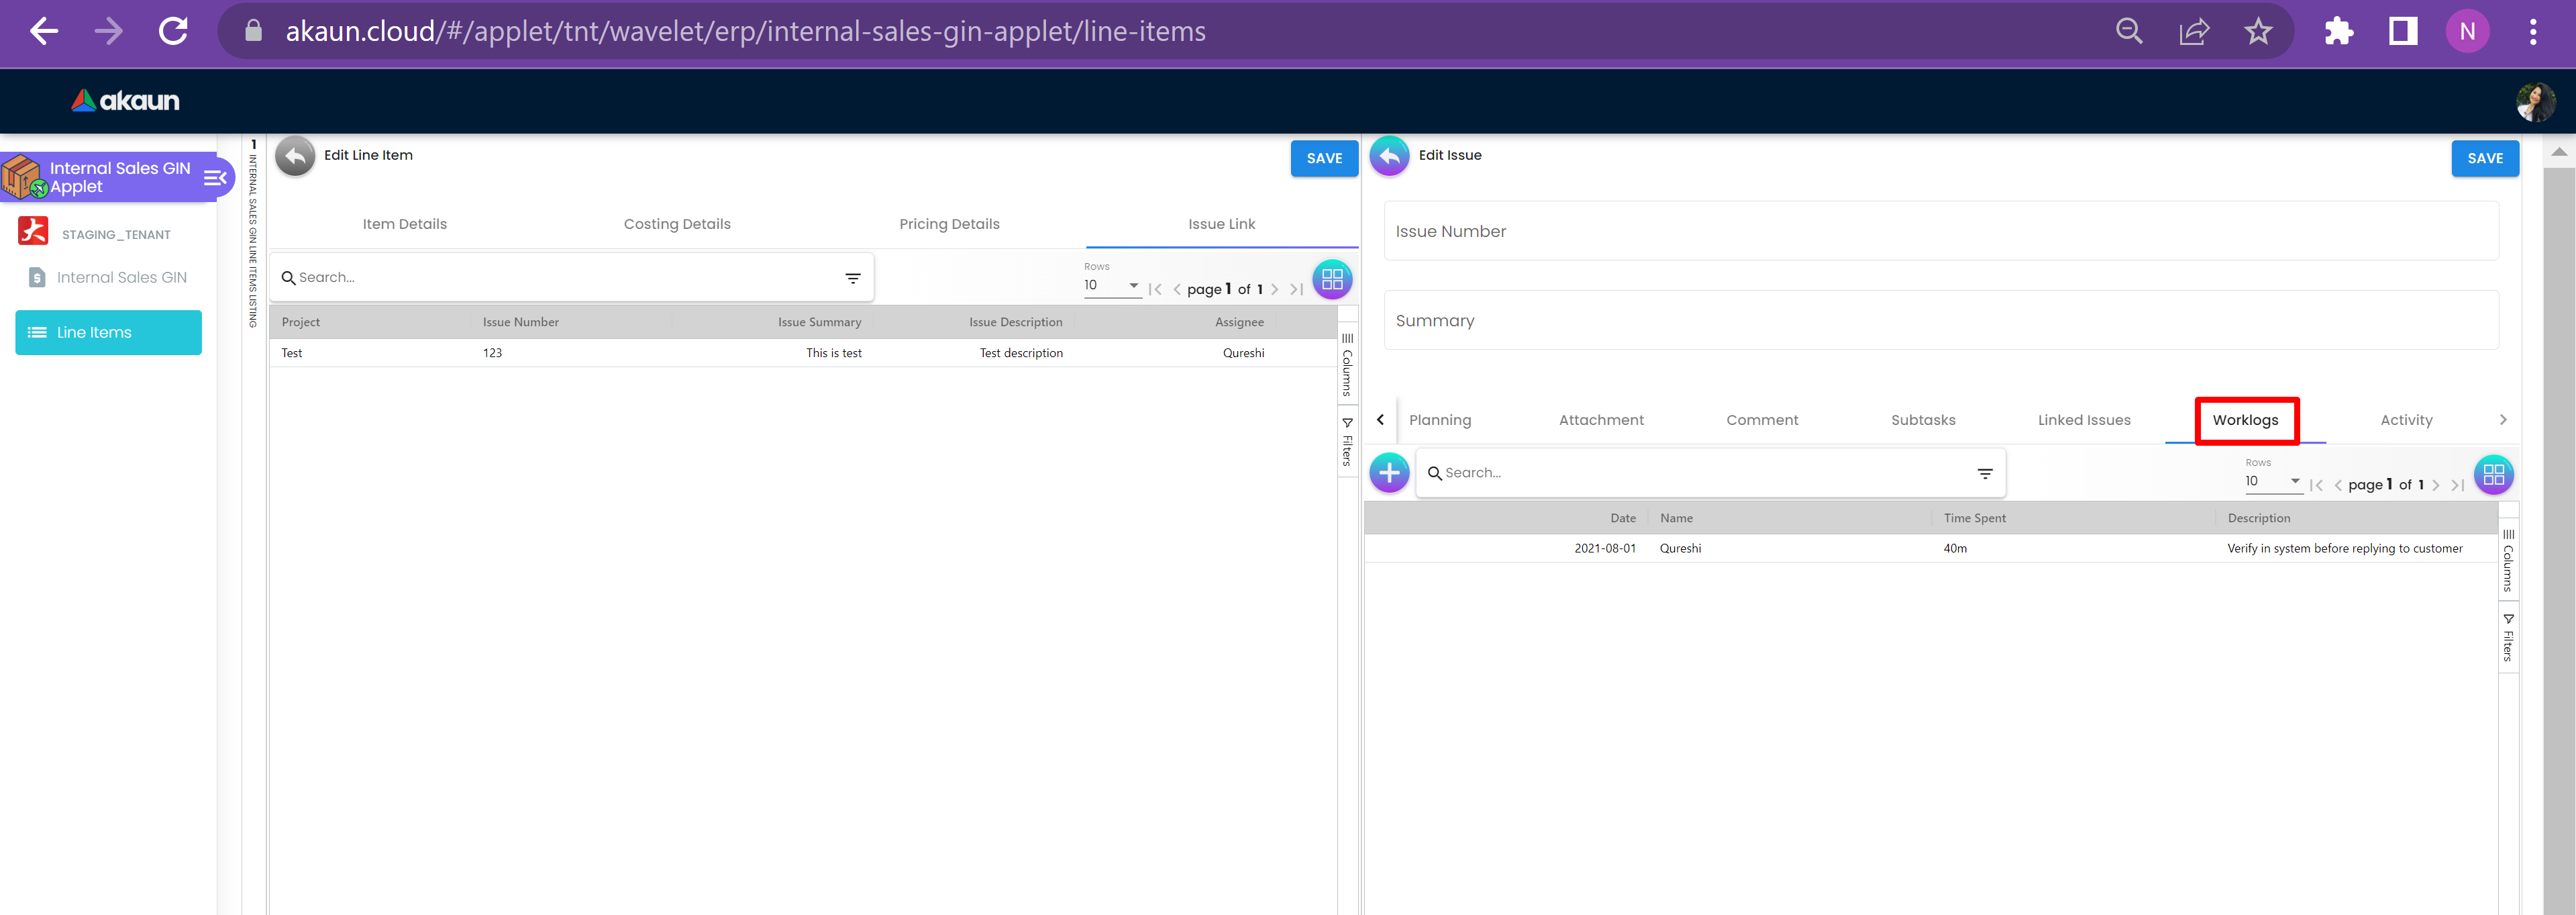 akaun.cloud/#/applet/tnt/wavelet/erp/internal-sales-gin-applet/line-items
N
akaun
Internal Sales GIN
Applet
STAGING_TENANT
Internal Sales GIN
Line Items
1 INTERNAL SALES GIN LINE ITEMS LISTING
Edit Line Item
SAVE
Item Details
Costing Details
Pricing Details
Issue Link
Search...
Rows
10
page 1 of 1
Project
Issue Number
Issue Summary
Issue Description
Assignee
Test
123
This is test
Test description
Qureshi
Columns
Filters
Edit Issue
SAVE
Issue Number
Summary
Planning
Attachment
Comment
Subtasks
Linked Issues
Worklogs
Activity
Search...
Rows
10
page 1 of 1
Date
Name
Time Spent
Description
2021-08-01
Qureshi
40m
Verify in system before replying to customer
Columns
Filters